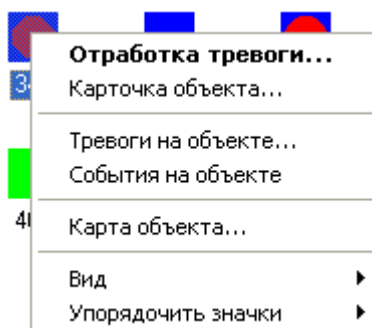 Отработка тревоги...
Карточка объекта...
Тревоги на объекте...
События на объекте
Карта объекта...
Вид
Упорядочить значки